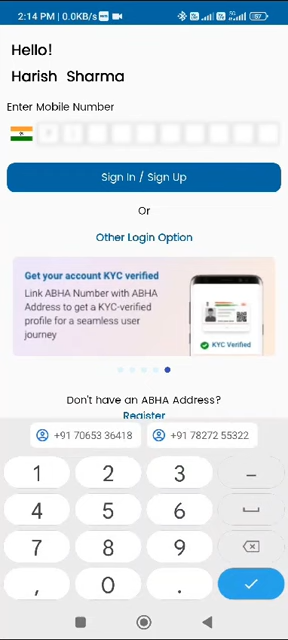 2:14 PM | 0.0KB/s
57
Hello!
Harish Sharma
Enter Mobile Number
Sign In / Sign Up
Or
Other Login Option
Get your account KYC verified
Link ABHA Number with ABHA
Address to get a KYC-verified
profile for a seamless user
journey
KYC Verified
Don't have an ABHA Address?
Register
+91 70653 36418 +91 78272 55322
1 2 3 –
4 5 6
7 8 9
, 0 .